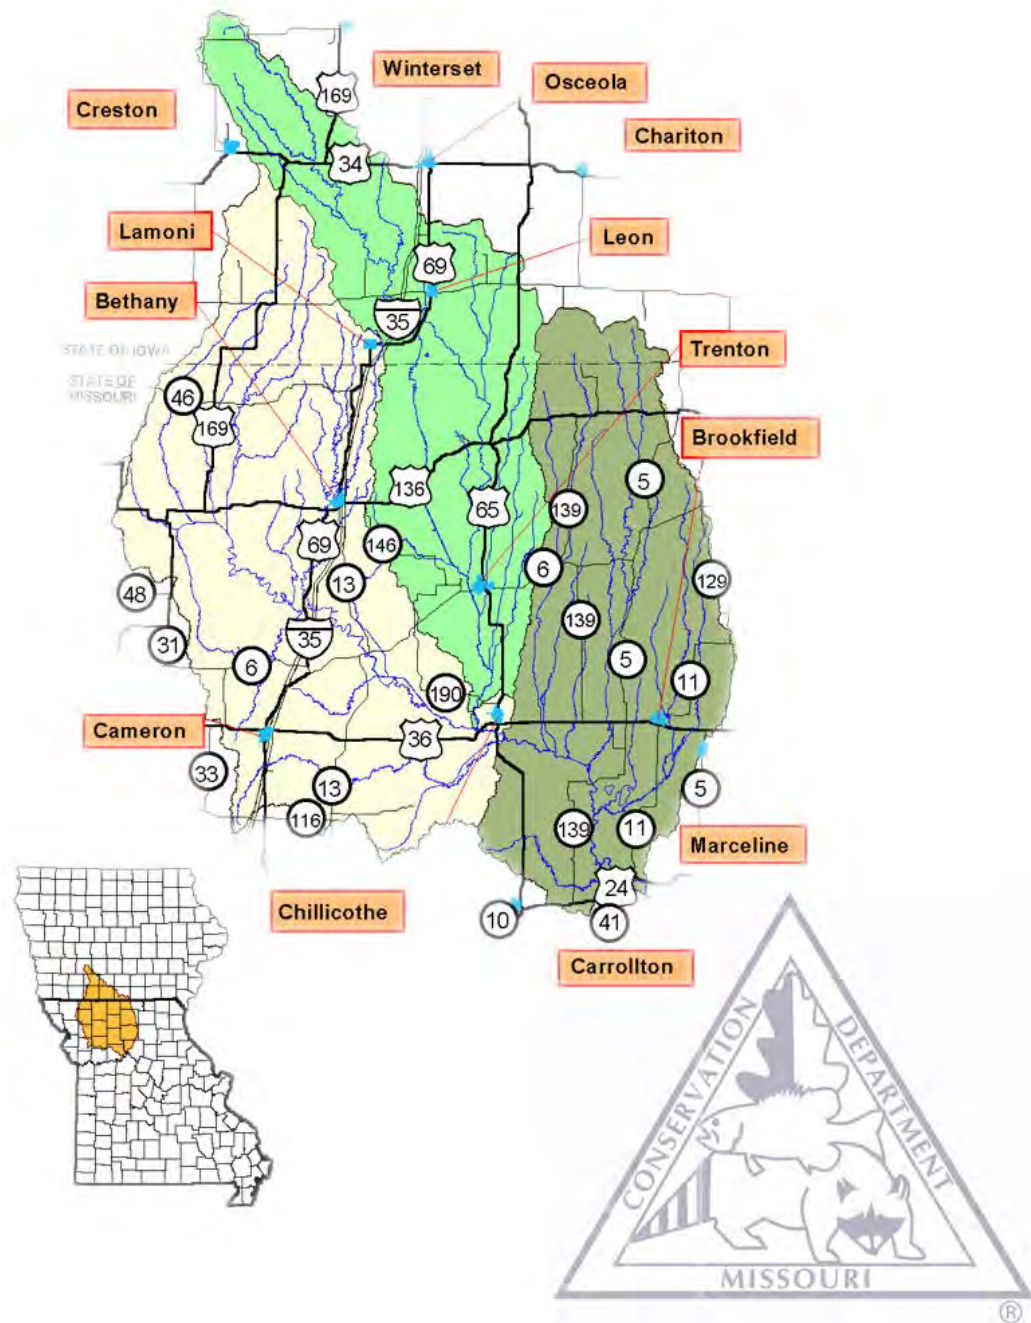 Winterset
Osceola
Creston
169
Chariton
34
Lamoni
Leon
69
Bethany
35
Trenton
STATE OF IOWA
STATE OF
MISSOURI
46
169
Brookfield
136
5
65
139
69
146
6
13
129
48
139
31
35
5
6
11
190
Cameron
36
33
13
5
116
139
11
Marceline
24
Chillicothe
10
41
Carrollton
CONSERVATION
DEPARTMENT
MISSOURI
®